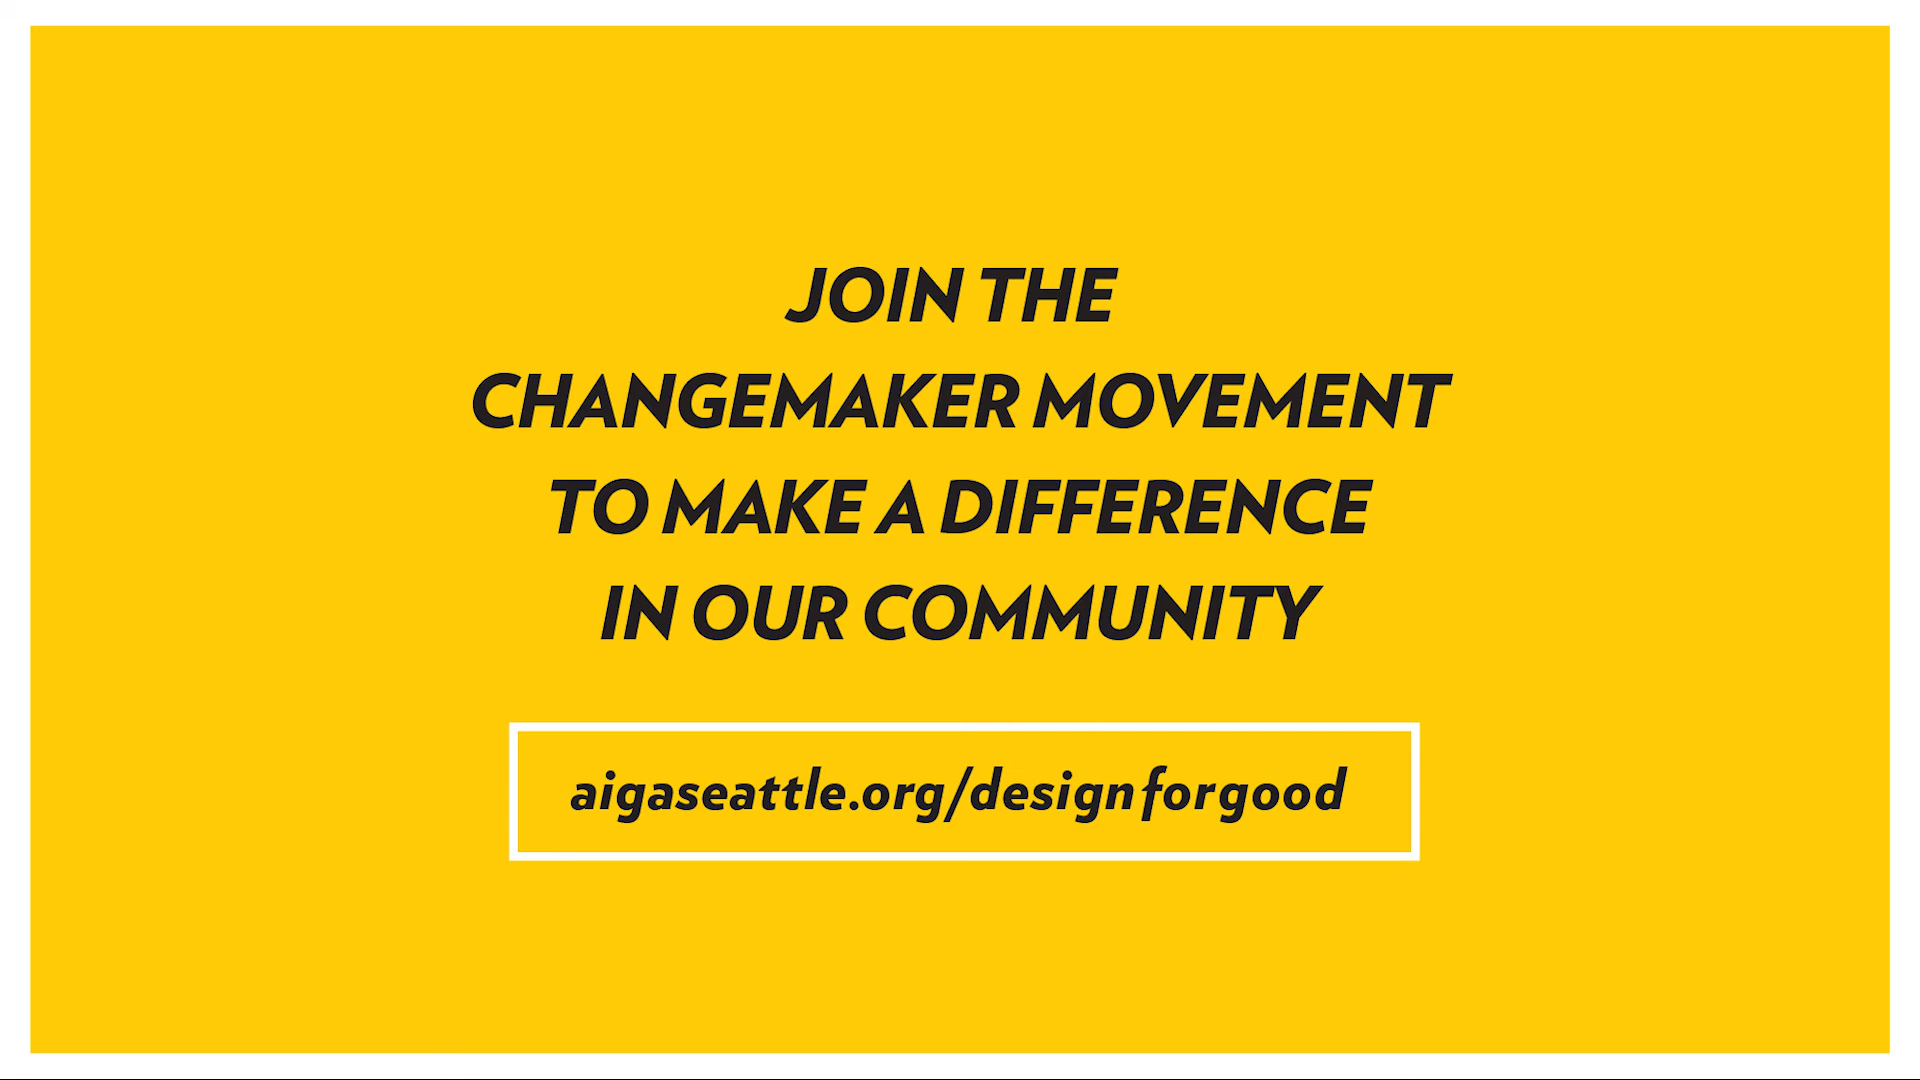 JOIN THE
CHANGEMAKER MOVEMENT
TO MAKE A DIFFERENCE
IN OUR COMMUNITY
aigaseattle.org/designforgood